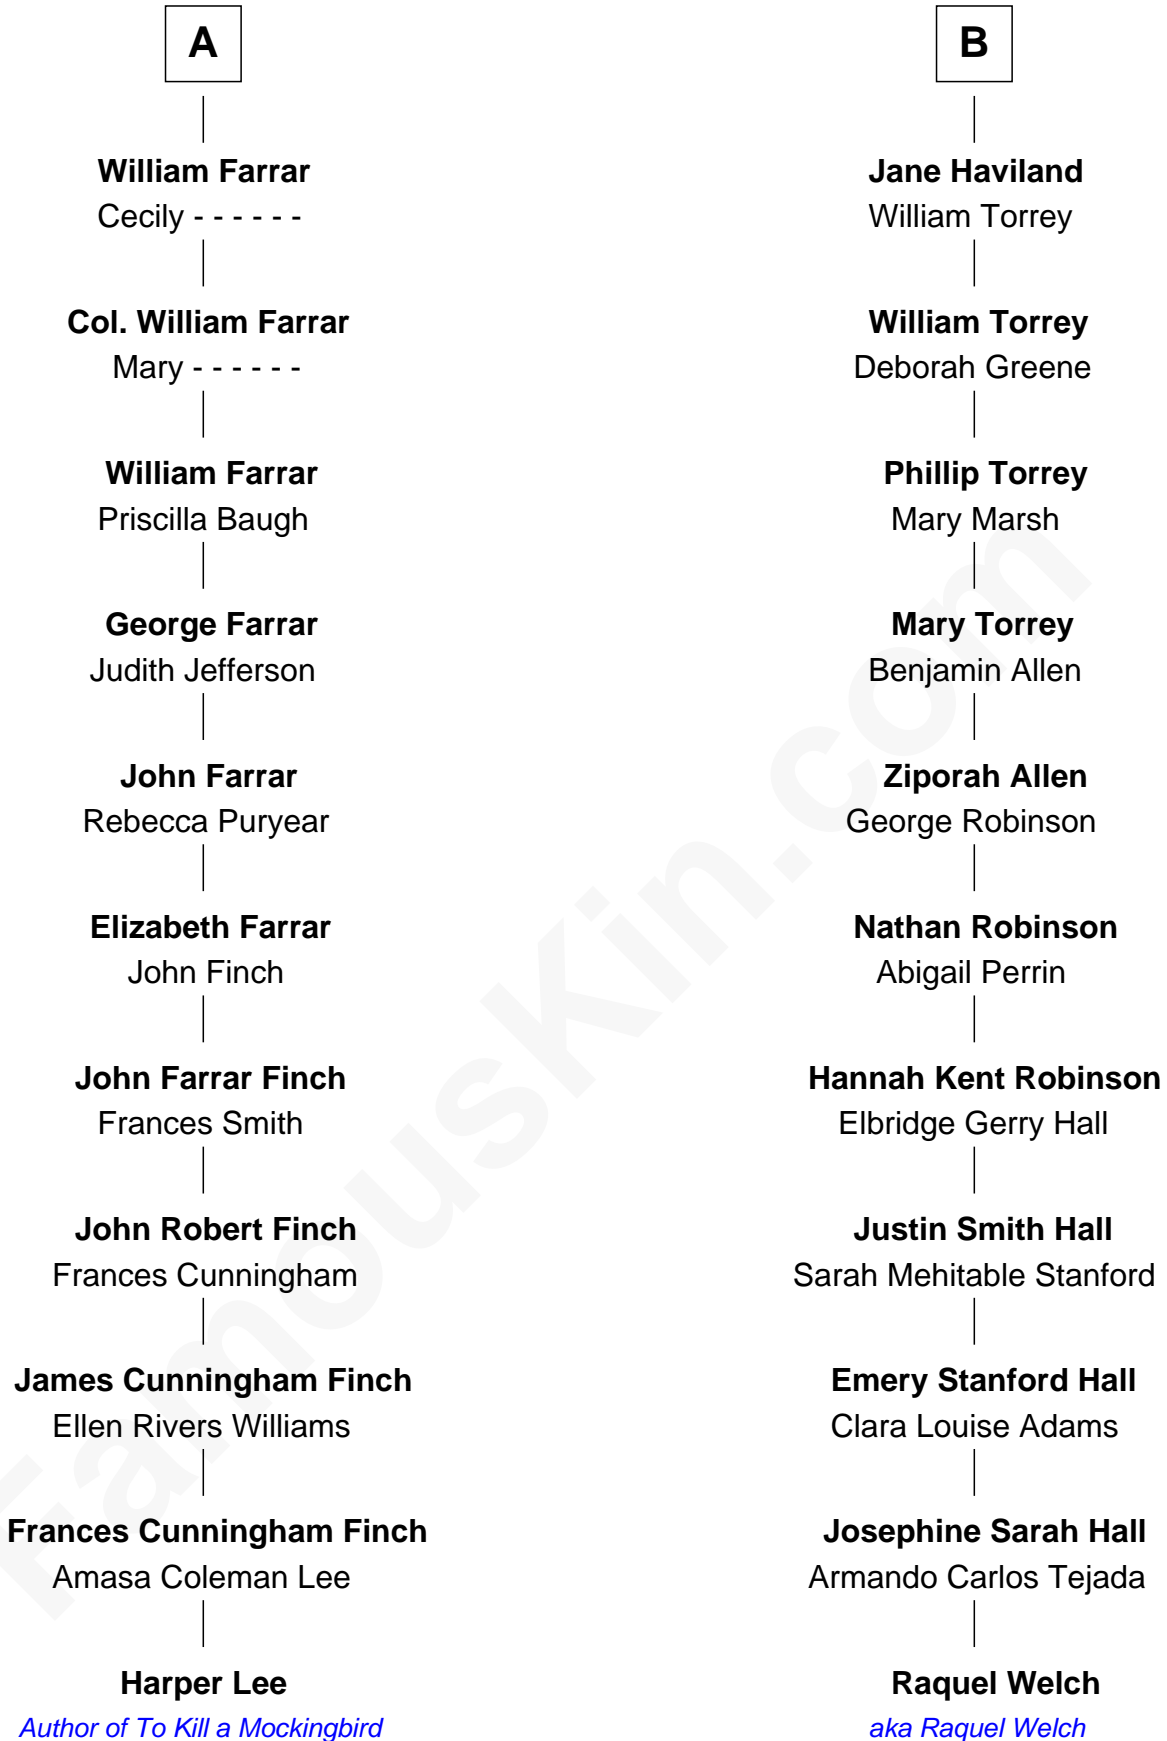 A
William Farrar
Cecily - - - - - -
Col. William Farrar
Mary - - - - - -
William Farrar
Priscilla Baugh
George Farrar
Judith Jefferson
John Farrar
Rebecca Puryear
Elizabeth Farrar
John Finch
John Farrar Finch
Frances Smith
John Robert Finch
Frances Cunningham
James Cunningham Finch
Ellen Rivers Williams
Frances Cunningham Finch
Amasa Coleman Lee
Harper Lee
Author of To Kill a Mockingbird
B
Jane Haviland
William Torrey
William Torrey
Deborah Greene
Phillip Torrey
Mary Marsh
Mary Torrey
Benjamin Allen
Ziporah Allen
George Robinson
Nathan Robinson
Abigail Perrin
Hannah Kent Robinson
Elbridge Gerry Hall
Justin Smith Hall
Sarah Mehitable Stanford
Emery Stanford Hall
Clara Louise Adams
Josephine Sarah Hall
Armando Carlos Tejada
Raquel Welch
aka Raquel Welch
FamousKin.com